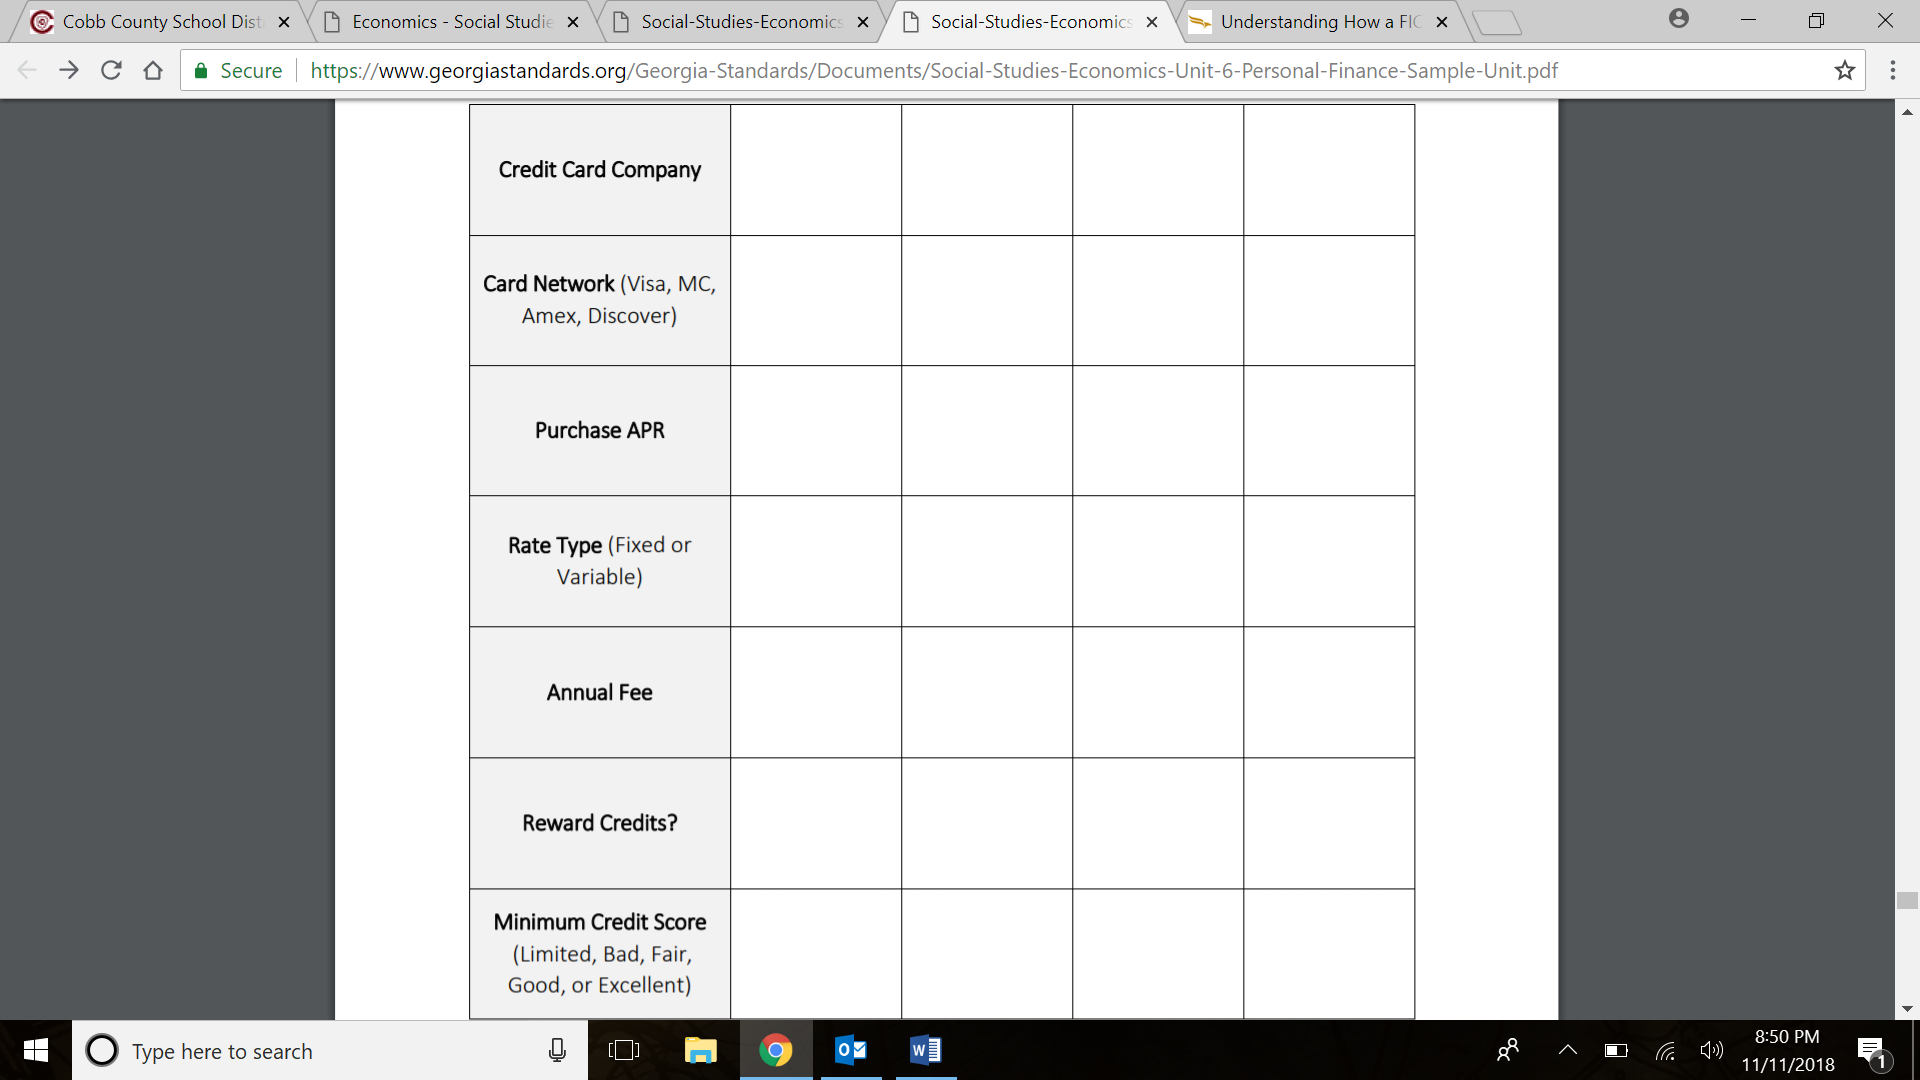 Cobb County School Dist
Economics - Social Studie
Social-Studies-Economics
Social-Studies-Economics
Understanding How a FIC
Secure
https://www.georgiastandards.org/Georgia-Standards/Documents/Social-Studies-Economics-Unit-6-Personal-Finance-Sample-Unit.pdf
Credit Card Company
Card Network (Visa, MC,
Amex, Discover)
Purchase APR
Rate Type (Fixed or
Variable)
Annual Fee
Reward Credits?
Minimum Credit Score
(Limited, Bad, Fair,
Good, or Excellent)
Type here to search
8:50 PM
11/11/2018
1